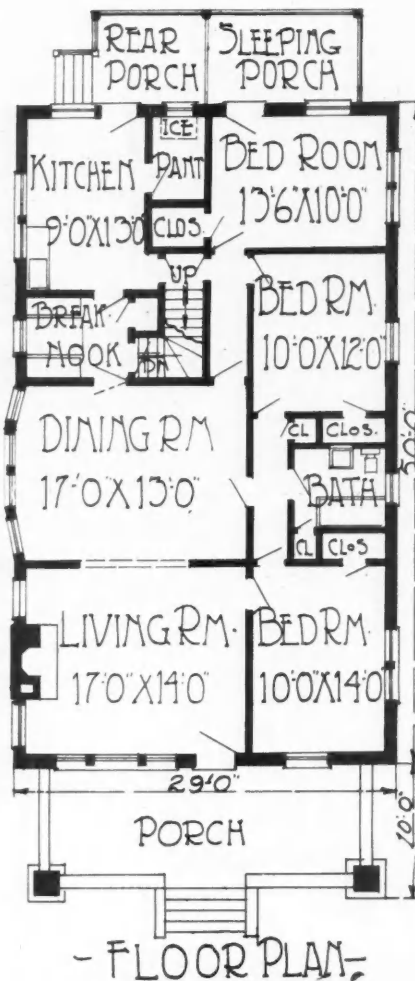 REAR PORCH
SLEEPING PORCH
ICE
PANT
KITCHEN
9'-0"X13'0
CLOS.
BED ROOM
13'6"X10'-0"
UP
BREAK
NOOK
DN
BED RM.
10'-0"X12'-0"
DINING RM
17'-0"X13'-0"
CL
CLOS.
BATH
CL
CLOS
50'-0"
LIVING RM.
17'-0"X14'-0"
BED RM.
10'-0"X14'-0
29'-0"
PORCH
10'-0"
- FLOOR PLAN -